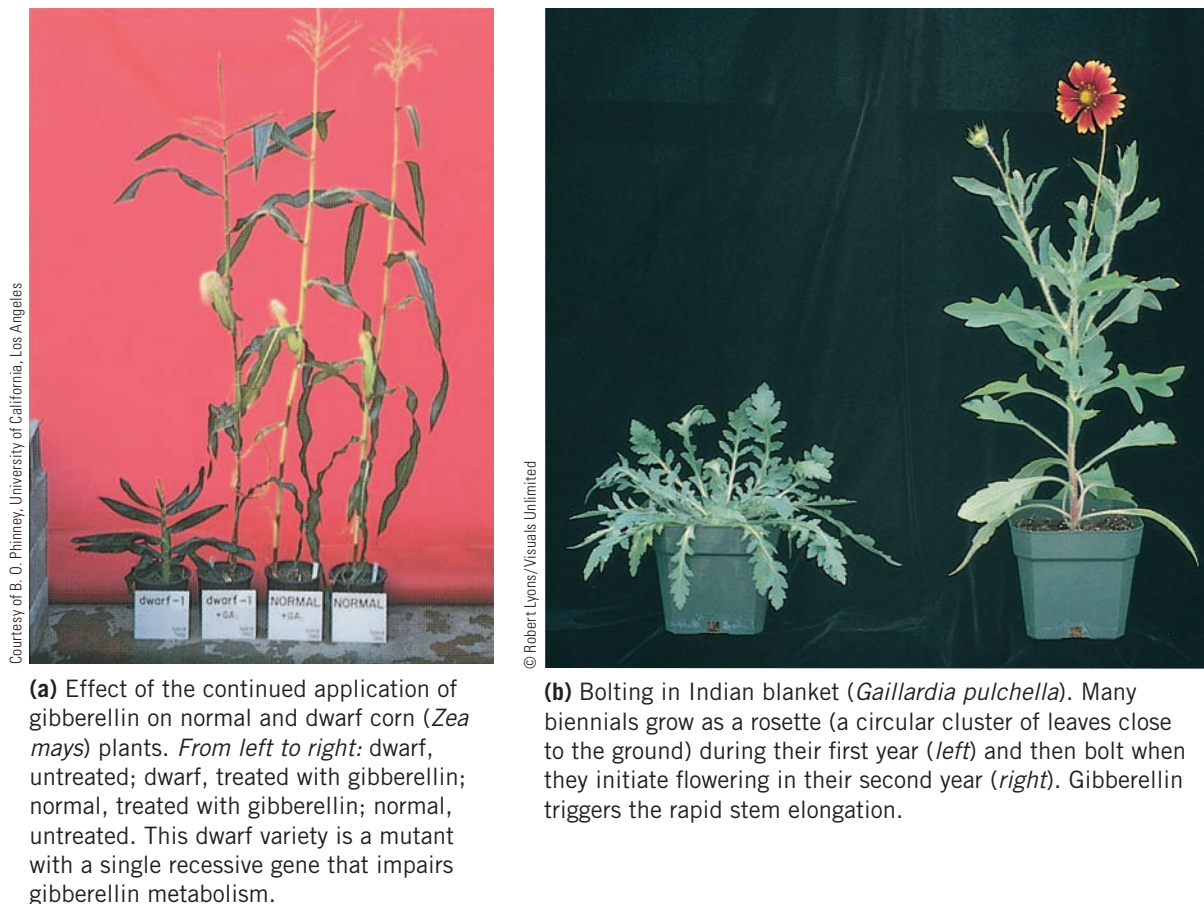 Courtesy of B. O. Phinney, University of California, Los Angeles
dwarf-1
dwarf-1
+GA
NORMAL
+GA
NORMAL
(a) Effect of the continued application of
gibberellin on normal and dwarf corn (Zea
mays) plants. From left to right: dwarf,
untreated; dwarf, treated with gibberellin;
normal, treated with gibberellin; normal,
untreated. This dwarf variety is a mutant
with a single recessive gene that impairs
gibberellin metabolism.
© Robert Lyons/Visuals Unlimited
(b) Bolting in Indian blanket (Gaillardia pulchella). Many
biennials grow as a rosette (a circular cluster of leaves close
to the ground) during their first year (left) and then bolt when
they initiate flowering in their second year (right). Gibberellin
triggers the rapid stem elongation.